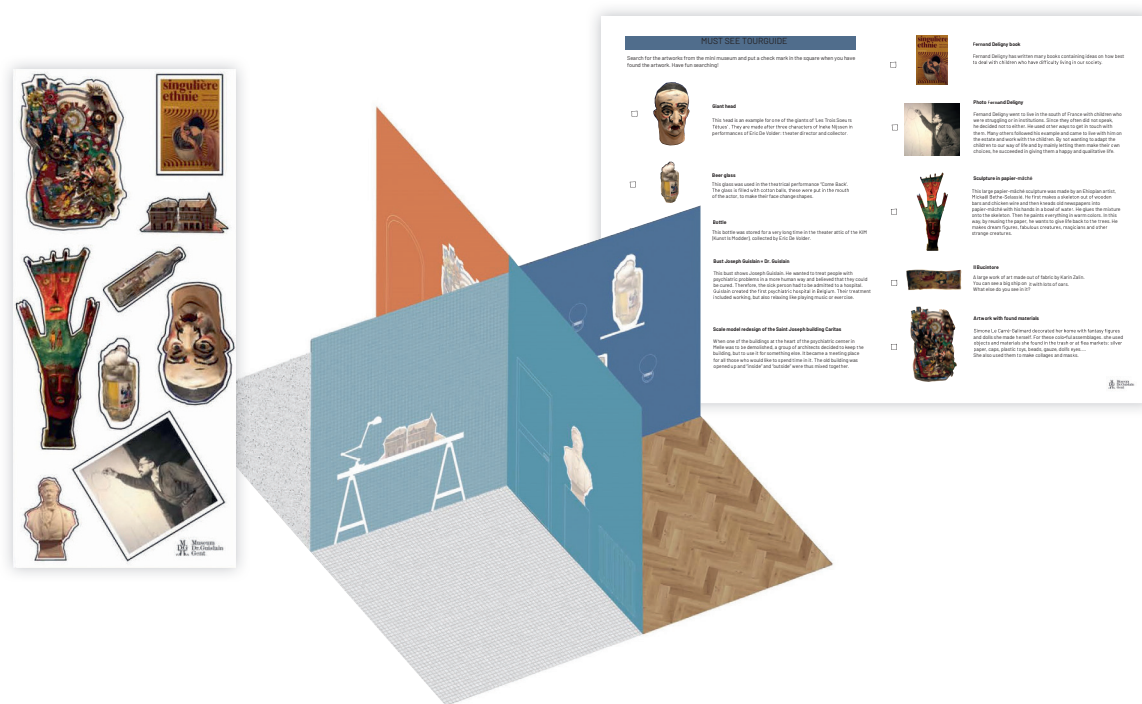 singulière
ethnie
Museum
Dr. Guislain
Gent
MUST SEE TOURGUIDE
Search for the artworks from the mini museum and put a check mark in the square when you have
found the artwork. Have fun searching!
Giant head
This head is an example for one of the giants of 'Les Trois Soeurs
Têtues'. They are made after three characters of Ineke Nijssen in
performances of Eric De Volder, theater director and collector.
Beer glass
This glass was used in the theatrical performance 'Come Back'.
The glass is filled with cotton balls, these were put in the mouth
of the actor, to make their face change shapes.
Bottle
This bottle was stored for a very long time in the theater attic of the KIM
(Kunst is Modder), collected by Eric De Volder.
Bust Joseph Guislain = Dr. Guislain
This bust shows Joseph Guislain. He wanted to treat people with
psychiatric problems in a more human way and believed that they could
be cured. Therefore, the sick person had to be admitted to a hospital.
Guislain created the first psychiatric hospital in Belgium. Their treatment
included working, but also relaxing like playing music or exercise.
Scale model redesign of the Saint Joseph building Caritas
When one of the buildings at the heart of the psychiatric center in
Melle was to be demolished, a group of architects decided to keep the
building, but to use it for something else. It became a meeting place
for all those who would like to spend time in it. The old building was
opened up and "inside" and "outside" were thus mixed together.
singulière
ethnie
Fernand Deligny book
Fernand Deligny has written many books containing ideas on how best
to deal with children who have difficulty living in our society.
Photo Fernand Deligny
Fernand Deligny went to live in the south of France with children who
were struggling or in institutions. Since they often did not speak,
he decided not to either. He used other ways to get in touch with
them. Many others followed his example and came to live with him on
the estate and work with the children. By not wanting to adapt the
children to our way of life and by mainly letting them make their own
choices, he succeeded in giving them a happy and qualitative life.
Sculpture in papier-mâché
This large papier-mâché sculpture was made by an Ethiopian artist,
Mickaël Bethe-Selassié. He first makes a skeleton out of wooden
bars and chicken wire and then kneads old newspapers into
papier-mâché with his hands in a bowl of water. He glues the mixture
onto the skeleton. Then he paints everything in warm colors. In this
way, by reusing the paper, he wants to give life back to the trees. He
makes dream figures, fabulous creatures, magicians and other
strange creatures.
Il Bucintore
A large work of art made out of fabric by Karin Zalin.
You can see a big ship on it with lots of oars.
What else do you see in it?
Artwork with found materials
Simone Le Carré-Galimard decorated her home with fantasy figures
and dolls she made herself. For these colorful assemblages, she used
objects and materials she found in the trash or at flea markets: silver
paper, caps, plastic toys, beads, gauze, dolls eyes....
She also used them to make collages and masks.
Museum
Dr. Guislain
Gent